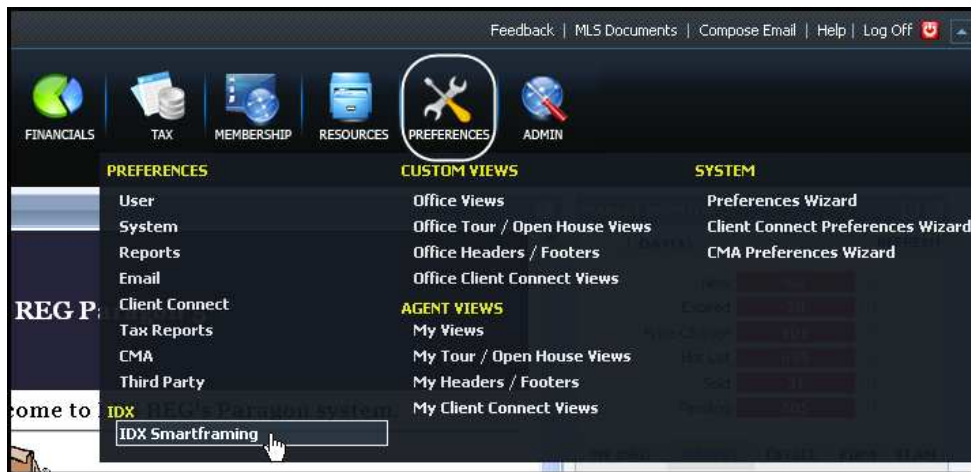 Feedback | MLS Documents | Compose Email | Help | Log Off
FINANCIALS TAX MEMBERSHIP RESOURCES PREFERENCES ADMIN
PREFERENCES
User
System
Reports
Email
Client Connect
Tax Reports
CMA
Third Party
IDX
IDX Smartframing
CUSTOM VIEWS
Office Views
Office Tour / Open House Views
Office Headers / Footers
Office Client Connect Views
AGENT VIEWS
My Views
My Tour / Open House Views
My Headers / Footers
My Client Connect Views
SYSTEM
Preferences Wizard
Client Connect Preferences Wizard
CMA Preferences Wizard
REG
come to REG's Paragon system.